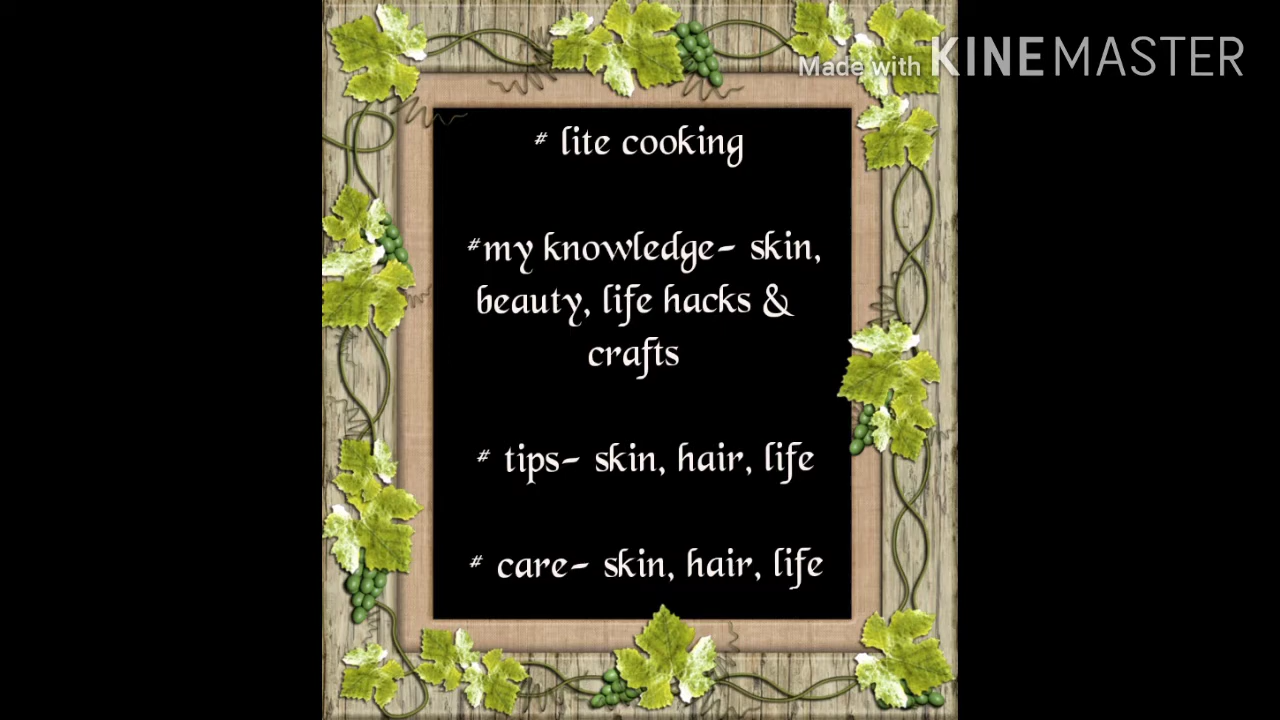 Made with KINEMASTER
# lite cooking
#my knowledge- skin,
beauty, life hacks &
crafts
# tips- skin, hair, life
# care- skin, hair, life